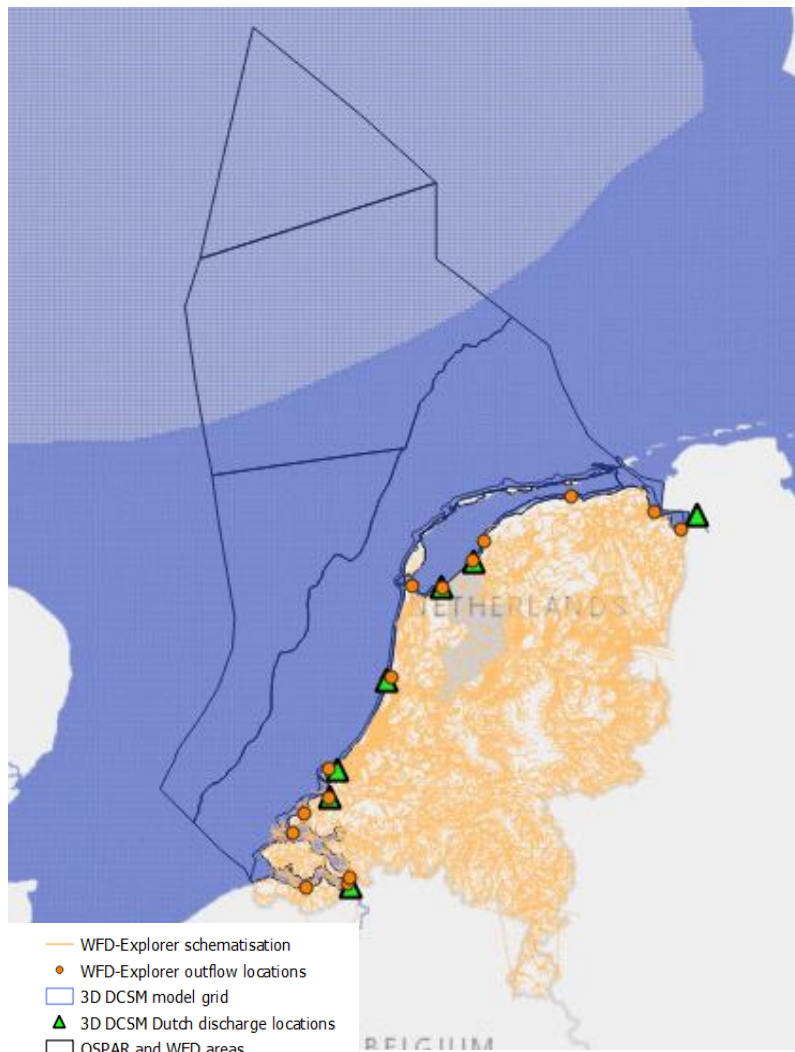 NETHERLANDS
WFD-Explorer schematisation
WFD-Explorer outflow locations
3D DCSM model grid
3D DCSM Dutch discharge locations
OSPAR and WFD areas
BELGIUM